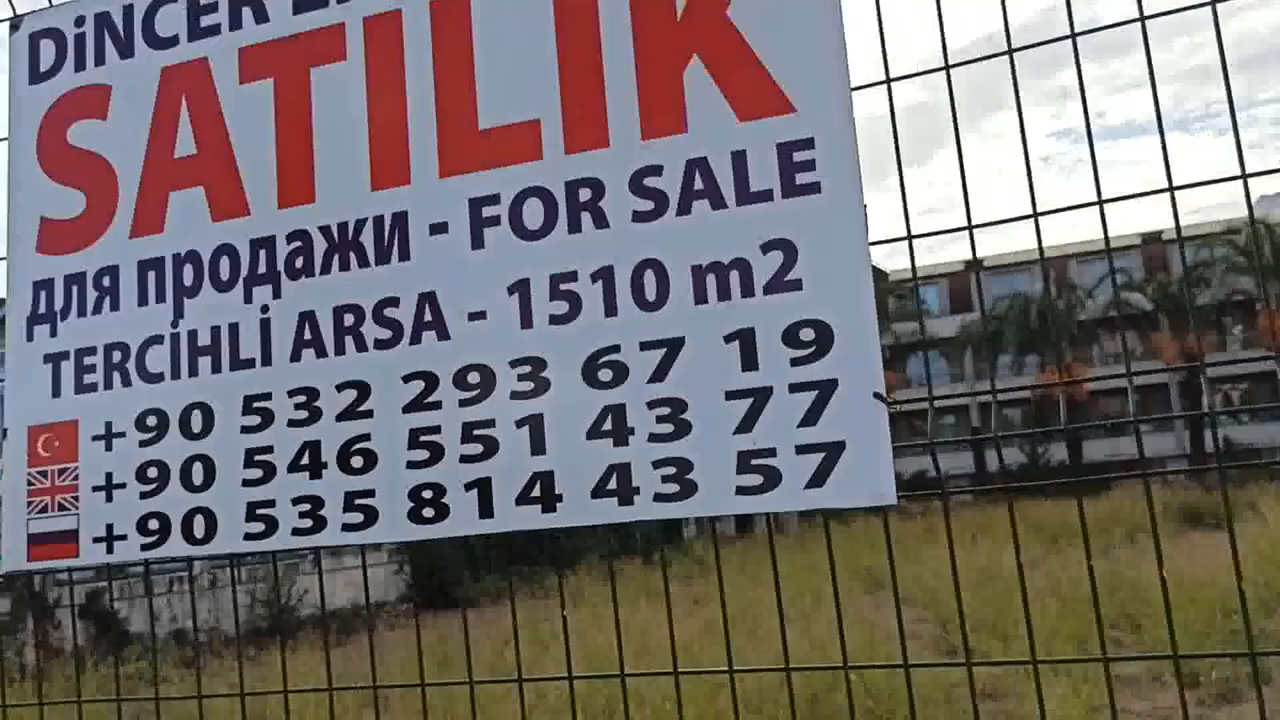 DiNCER
SATILIK
для продажи - FOR SALE
TERCİHLİ ARSA - 1510 m2
+90 532 293 67 19
+90 546 551 43 77
+90 535 814 43 57